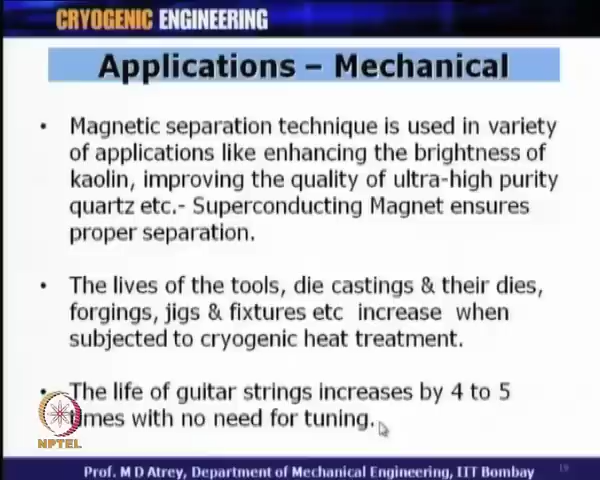 CRYOGENIC ENGINEERING
Applications – Mechanical
• Magnetic separation technique is used in variety
of applications like enhancing the brightness of
kaolin, improving the quality of ultra-high purity
quartz etc.- Superconducting Magnet ensures
proper separation.
• The lives of the tools, die castings & their dies,
forgings, jigs & fixtures etc increase when
subjected to cryogenic heat treatment.
• The life of guitar strings increases by 4 to 5
times with no need for tuning.
NPTEL
Prof. M D Atrey, Department of Mechanical Engineering, IIT Bombay
19